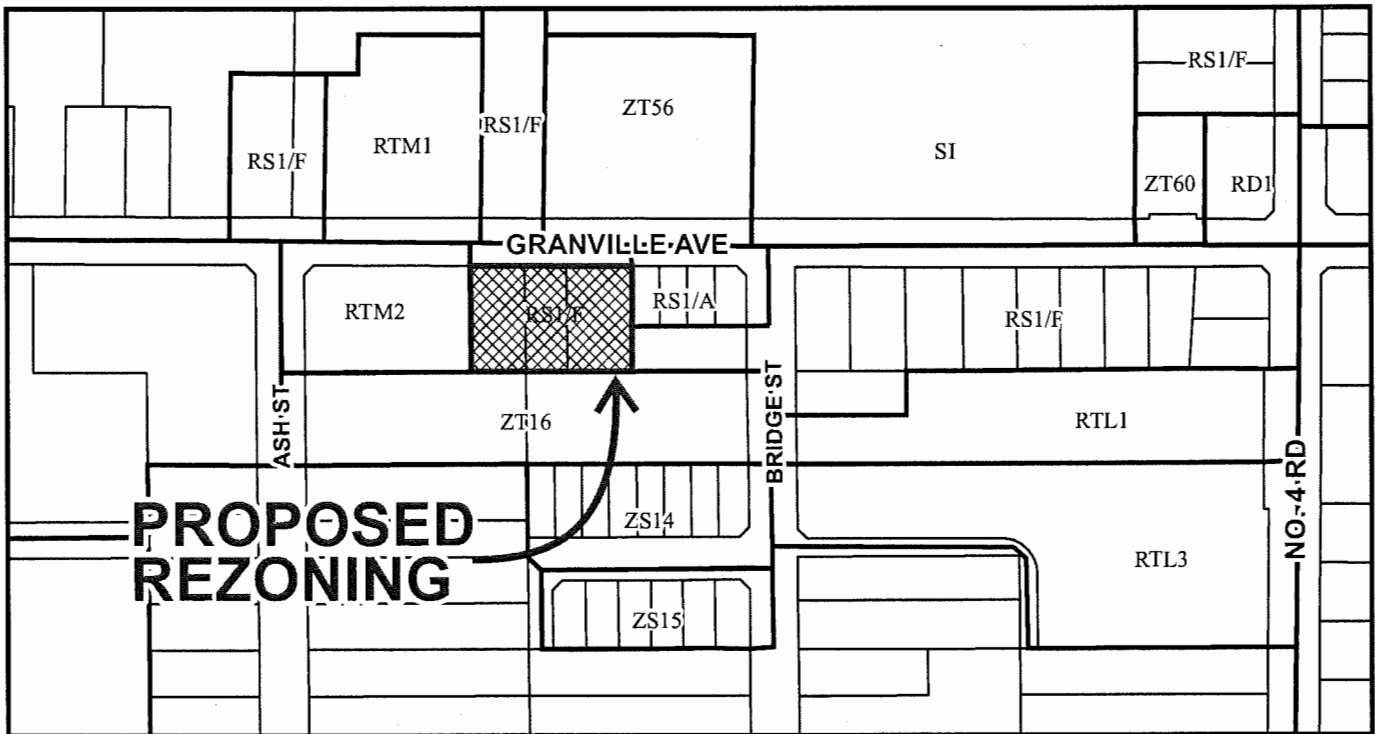 RS1/F
ZT56
RS1/F
RTM1
SI
RS1/F
ZT60
RD1
GRANVILLE AVE
RTM2
RS1/F
RS1/A
RS1/F
ASH ST
ZT16
BRIDGE ST
RTL1
NO. 4 RD
PROPOSED
REZONING
ZS14
RTL3
ZS15